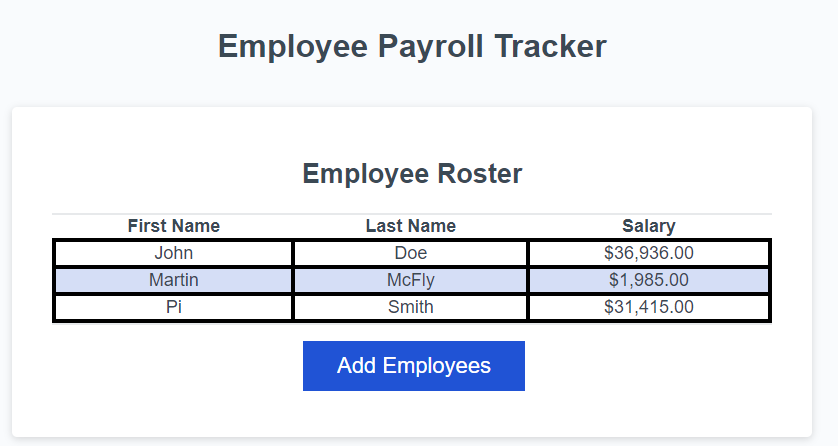 Employee Payroll Tracker
Employee Roster
First Name Last Name Salary
John Doe $36,936.00
Martin McFly $1,985.00
Pi Smith $31,415.00
Add Employees